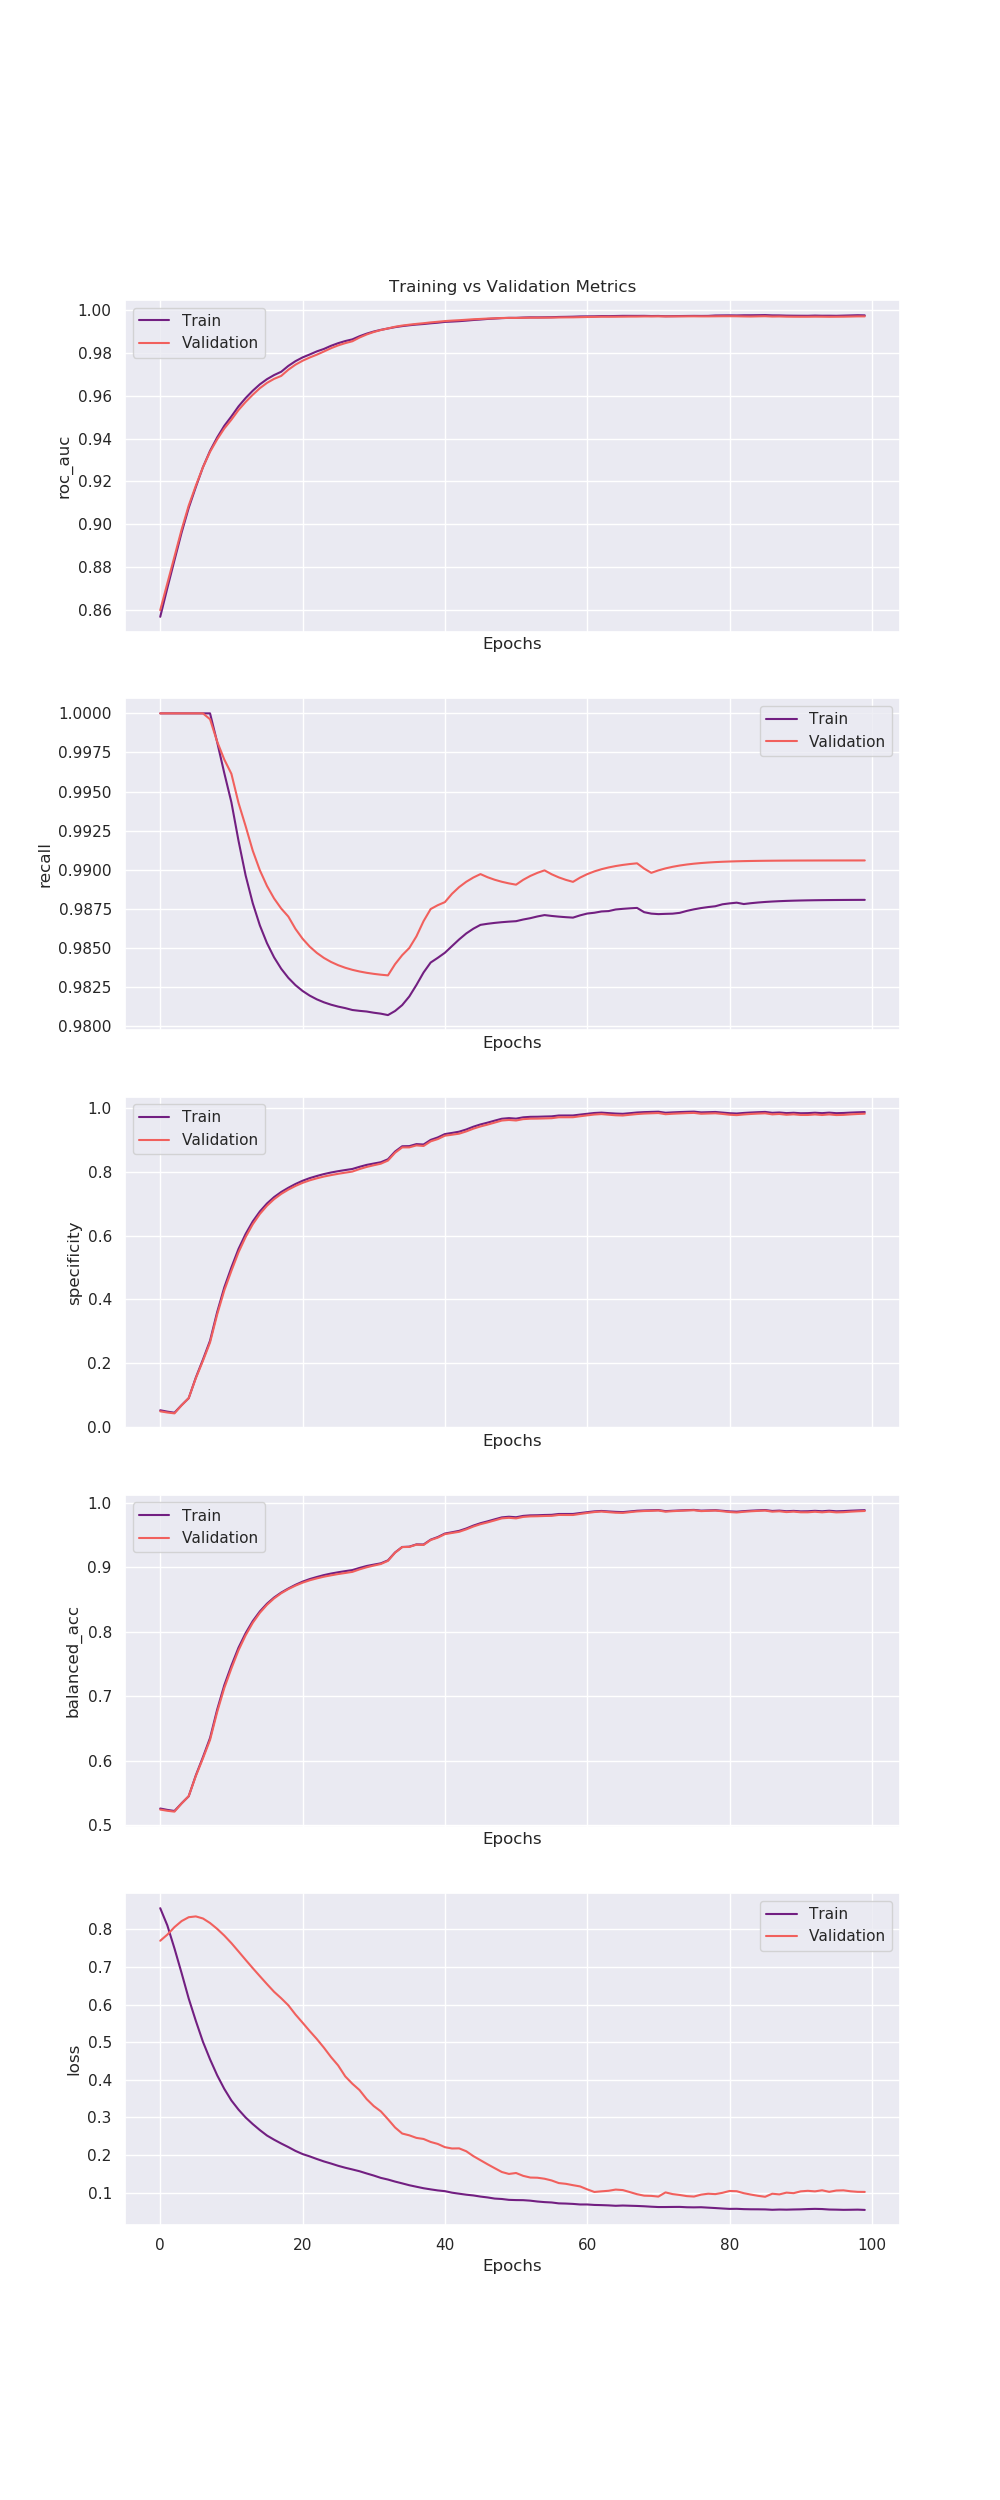 Training vs Validation Metrics
1.00
0.98
0.96
0.94
0.92
0.90
0.88
0.86
roc_auc
Train
Validation
Epochs
1.0000
0.9975
0.9950
0.9925
0.9900
0.9875
0.9850
0.9825
0.9800
recall
Train
Validation
Epochs
1.0
0.8
0.6
0.4
0.2
0.0
specificity
Train
Validation
Epochs
1.0
0.9
0.8
0.7
0.6
0.5
balanced_acc
Train
Validation
Epochs
0.8
0.7
0.6
0.5
0.4
0.3
0.2
0.1
loss
Train
Validation
0 20 40 60 80 100
Epochs